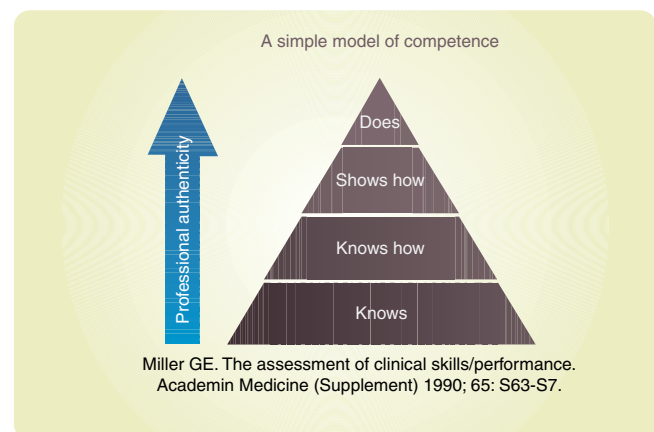 A simple model of competence
Professional authenticity
Does
Shows how
Knows how
Knows
Miller GE. The assessment of clinical skills/performance.
Academin Medicine (Supplement) 1990; 65: S63-S7.